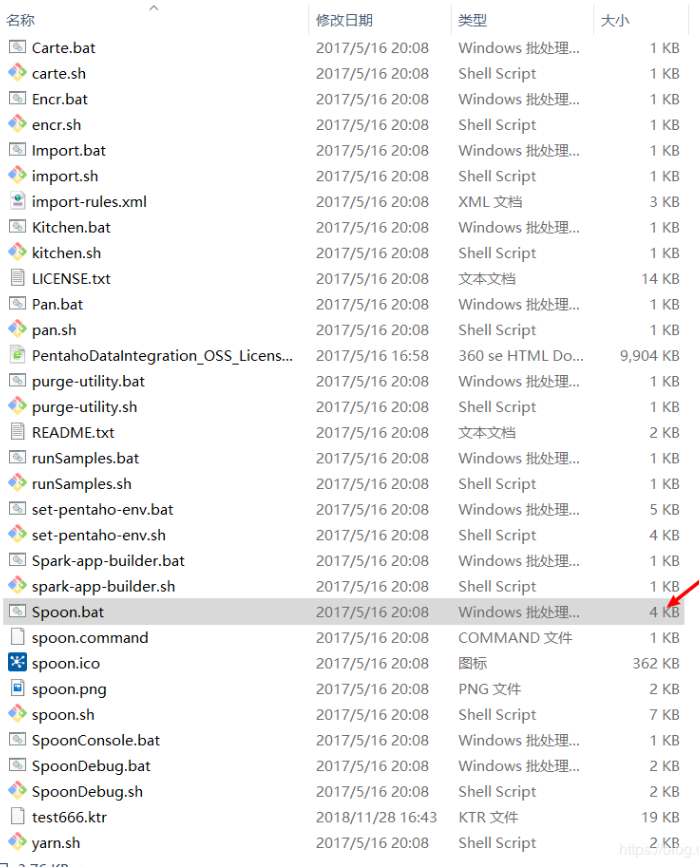 名称 修改日期 类型 大小
Carte.bat 2017/5/16 20:08 Windows 批处理... 1 KB
carte.sh 2017/5/16 20:08 Shell Script 1 KB
Encr.bat 2017/5/16 20:08 Windows 批处理... 1 KB
encr.sh 2017/5/16 20:08 Shell Script 1 KB
Import.bat 2017/5/16 20:08 Windows 批处理... 1 KB
import.sh 2017/5/16 20:08 Shell Script 1 KB
import-rules.xml 2017/5/16 20:08 XML 文档 3 KB
Kitchen.bat 2017/5/16 20:08 Windows 批处理... 1 KB
kitchen.sh 2017/5/16 20:08 Shell Script 1 KB
LICENSE.txt 2017/5/16 20:08 文本文档 14 KB
Pan.bat 2017/5/16 20:08 Windows 批处理... 1 KB
pan.sh 2017/5/16 20:08 Shell Script 1 KB
PentahoDataIntegration_OSS_Licens... 2017/5/16 16:58 360 se HTML Do... 9,904 KB
purge-utility.bat 2017/5/16 20:08 Windows 批处理... 1 KB
purge-utility.sh 2017/5/16 20:08 Shell Script 1 KB
README.txt 2017/5/16 20:08 文本文档 2 KB
runSamples.bat 2017/5/16 20:08 Windows 批处理... 1 KB
runSamples.sh 2017/5/16 20:08 Shell Script 1 KB
set-pentaho-env.bat 2017/5/16 20:08 Windows 批处理... 5 KB
set-pentaho-env.sh 2017/5/16 20:08 Shell Script 4 KB
Spark-app-builder.bat 2017/5/16 20:08 Windows 批处理... 1 KB
spark-app-builder.sh 2017/5/16 20:08 Shell Script 1 KB
Spoon.bat 2017/5/16 20:08 Windows 批处理... 4 KB
spoon.command 2017/5/16 20:08 COMMAND 文件 1 KB
spoon.ico 2017/5/16 20:08 图标 362 KB
spoon.png 2017/5/16 20:08 PNG 文件 2 KB
spoon.sh 2017/5/16 20:08 Shell Script 7 KB
SpoonConsole.bat 2017/5/16 20:08 Windows 批处理... 1 KB
SpoonDebug.bat 2017/5/16 20:08 Windows 批处理... 2 KB
SpoonDebug.sh 2017/5/16 20:08 Shell Script 2 KB
test666.ktr 2018/11/28 16:43 KTR 文件 19 KB
yarn.sh 2017/5/16 20:08 Shell Script 2 KB